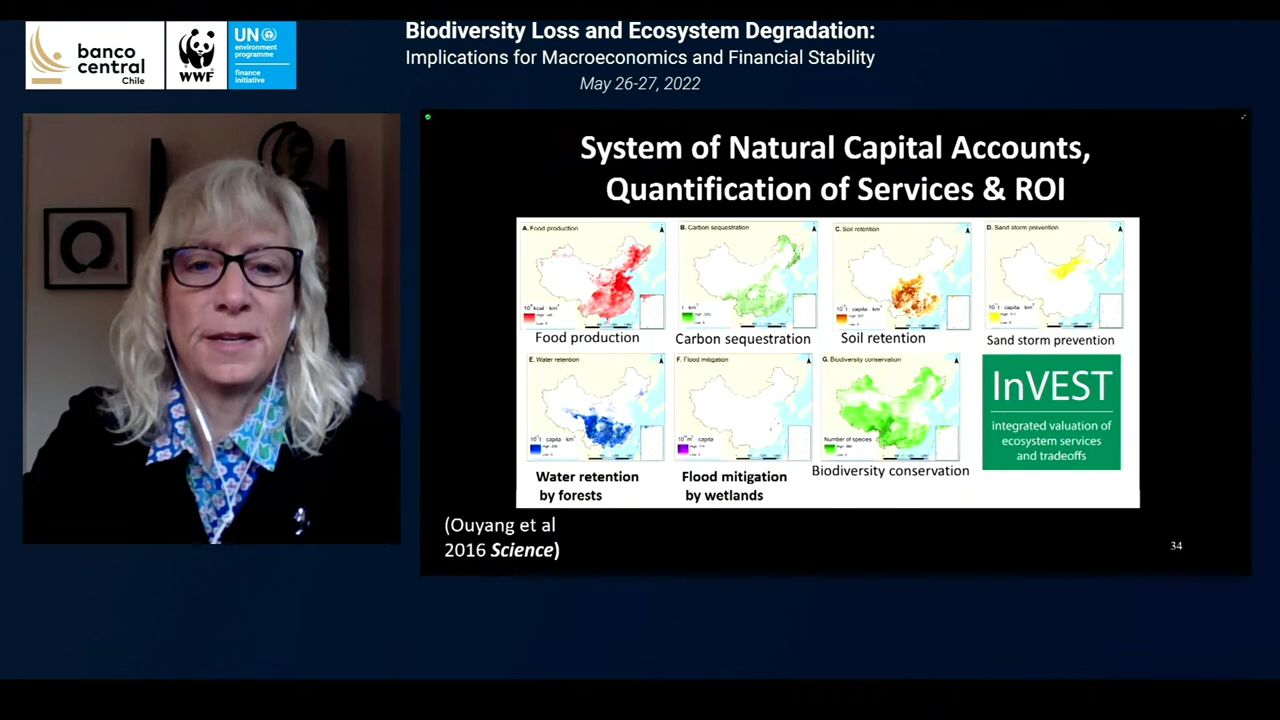 banco
central
Chile
WWF
UN
environment
programme
finance
initiative
Biodiversity Loss and Ecosystem Degradation:
Implications for Macroeconomics and Financial Stability
May 26-27, 2022
System of Natural Capital Accounts,
Quantification of Services & ROI
A. Food production
B. Carbon sequestration
C. Soil retention
D. Sand storm prevention
Food production
Carbon sequestration
Soil retention
Sand storm prevention
E. Water retention
F. Flood mitigation
G. Biodiversity conservation
Number of species
InVEST
integrated valuation of
ecosystem services
and tradeoffs
Water retention
by forests
Flood mitigation
by wetlands
Biodiversity conservation
(Ouyang et al
2016 Science)
34